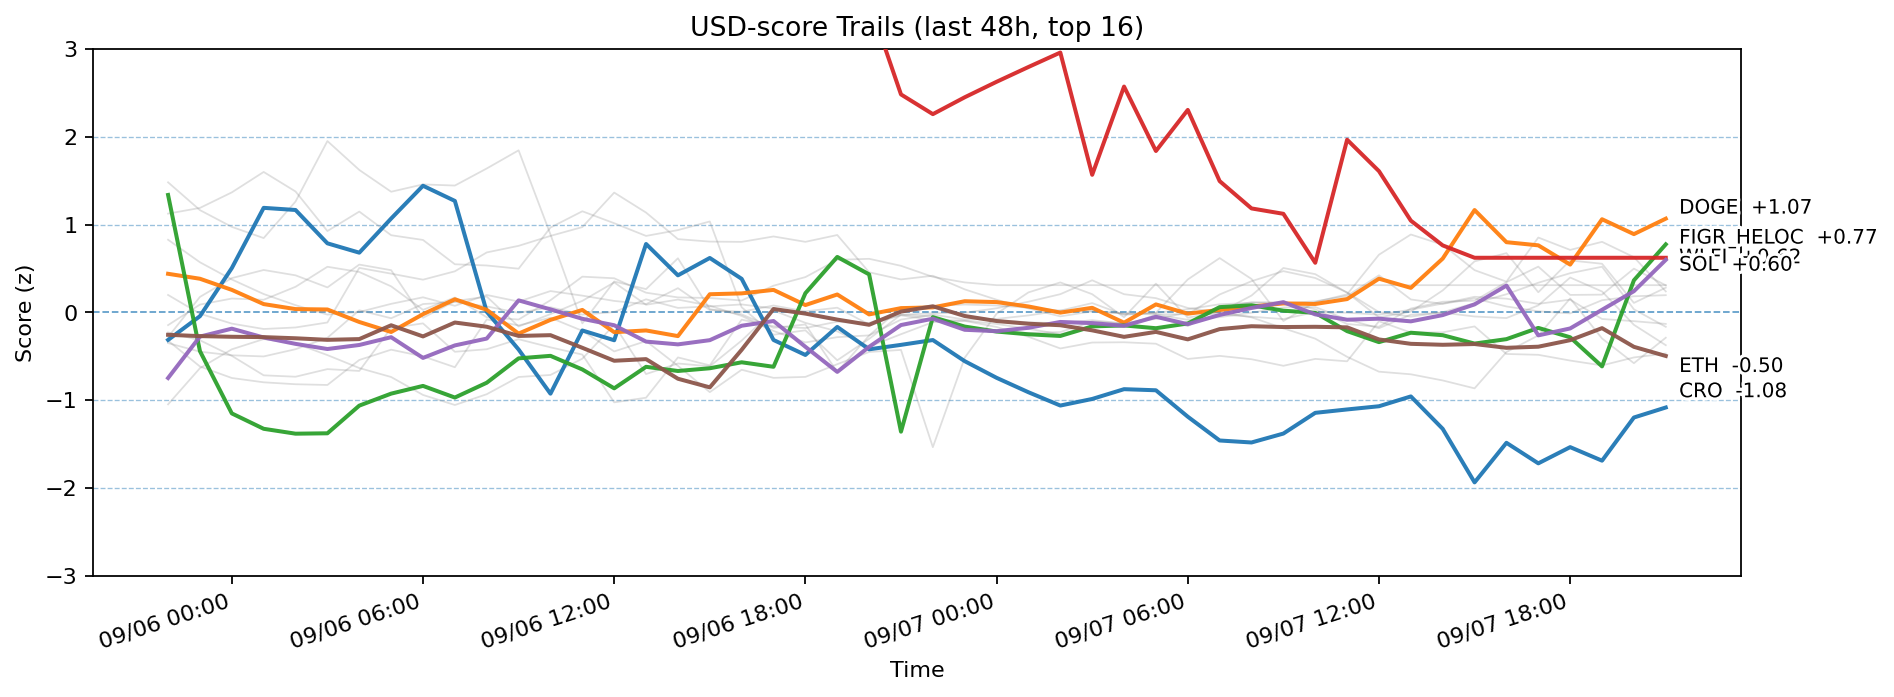 USD-score Trails (last 48h, top 16)
Score (z)
3
2
1
0
−1
−2
−3
DOGE +1.07
FIGR_HELOC +0.77
SOL +0.60
ETH -0.50
CRO -1.08
09/06 00:00
09/06 06:00
09/06 12:00
09/06 18:00
09/07 00:00
09/07 06:00
09/07 12:00
09/07 18:00
Time